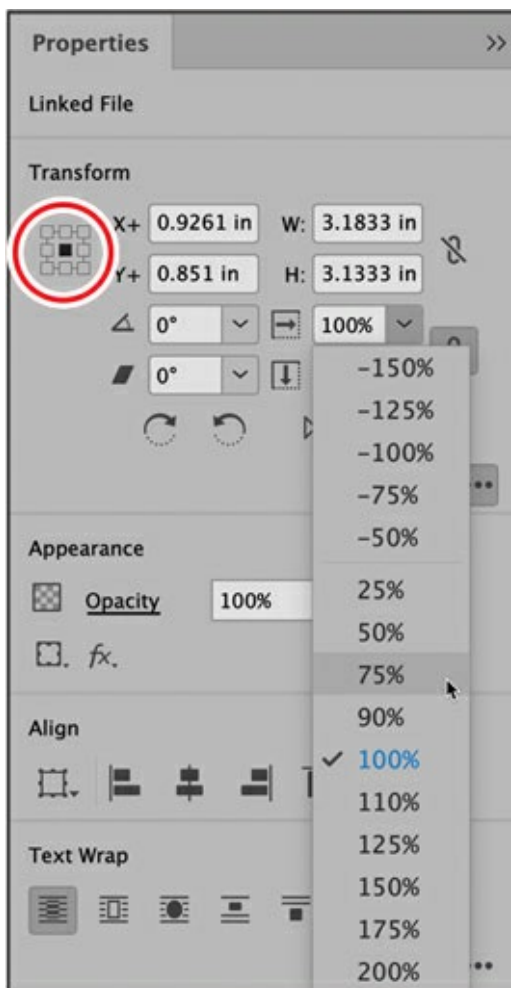 Properties
Linked File
Transform
X+ 0.9261 in W: 3.1833 in
Y+ 0.851 in H: 3.1333 in
0° 100%
0°
-150%
-125%
-100%
-75%
-50%
Appearance
Opacity 100%
fx.
25%
50%
75%
90%
Align
100%
110%
125%
Text Wrap
150%
175%
200%